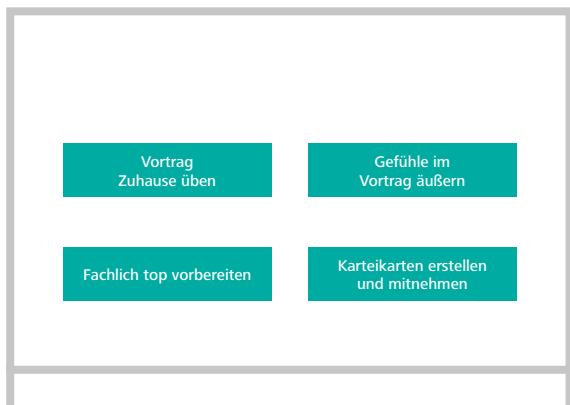 Vortrag
Zuhause üben
Gefühle im
Vortrag äußern
Fachlich top vorbereiten
Karteikarten erstellen
und mitnehmen